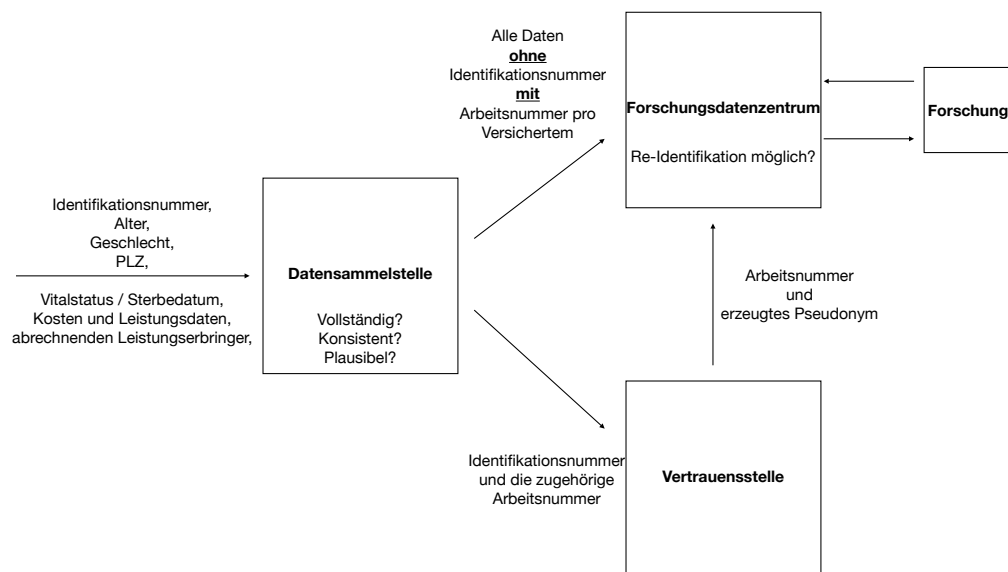 Identifikationsnummer,
Alter,
Geschlecht,
PLZ,
Vitalstatus / Sterbedatum,
Kosten und Leistungsdaten,
abrechnenden Leistungserbringer,
Datensammelstelle
Vollständig?
Konsistent?
Plausibel?
Alle Daten
ohne
Identifikationsnummer
mit
Arbeitsnummer pro
Versichertem
Identifikationsnummer
und die zugehörige
Arbeitsnummer
Forschungsdatenzentrum
Re-Identifikation möglich?
Arbeitsnummer
und
erzeugtes Pseudonym
Vertrauensstelle
Forschung